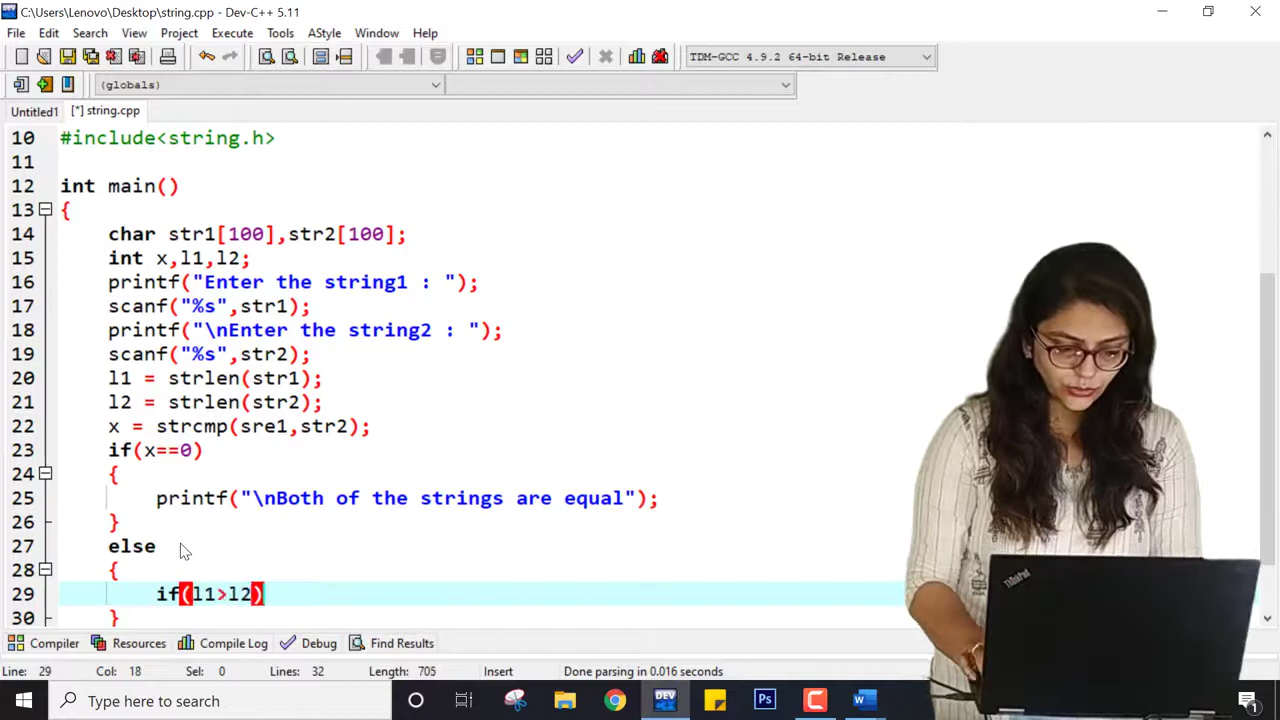 C:\Users\Lenovo\Desktop\string.cpp - Dev-C++ 5.11
File Edit Search View Project Execute Tools AStyle Window Help
TDM-GCC 4.9.2 64-bit Release
(globals)
Untitled1 [*] string.cpp
10 #include<string.h>
11
12 int main()
13 {
14 char str1[100],str2[100];
15 int x,l1,l2;
16 printf("Enter the string1 : ");
17 scanf("%s",str1);
18 printf("\nEnter the string2 : ");
19 scanf("%s",str2);
20 l1 = strlen(str1);
21 l2 = strlen(str2);
22 x = strcmp(sre1,str2);
23 if(x==0)
24 {
25 printf("\nBoth of the strings are equal");
26 }
27 else
28 {
29 if(l1>l2)
30 }
Compiler Resources Compile Log Debug Find Results
Line: 29 Col: 18 Sel: 0 Lines: 32 Length: 705 Insert Done parsing in 0.016 seconds
Type here to search
DEV
Ps
W
1
ThinkPad